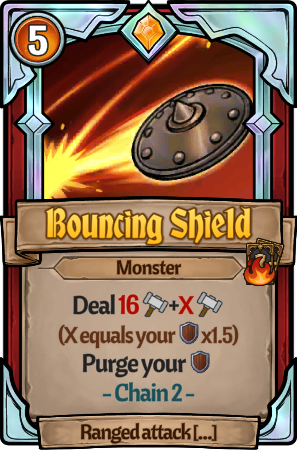 5
Bouncing Shield
Monster
Deal 16 +X
(X equals your x1.5)
Purge your
- Chain 2 -
Ranged attack [...]